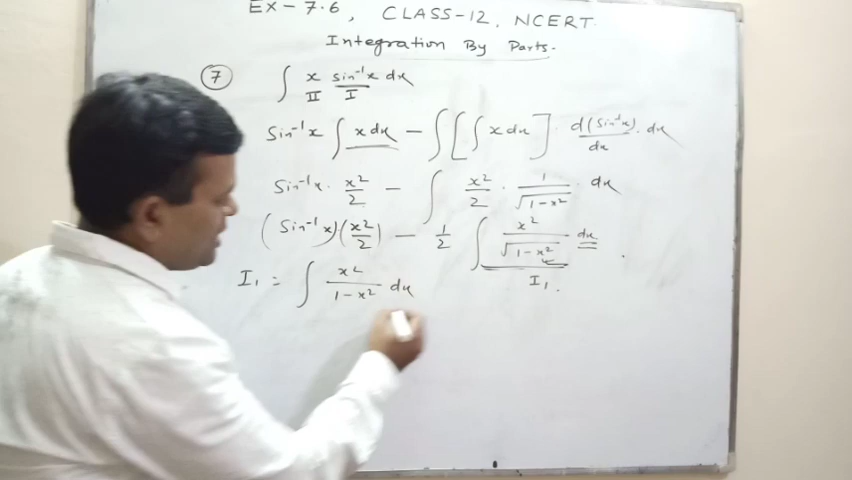 EX-7.6, CLASS-12, NCERT.
Integration By Parts.
⑦ ∫ x sin⁻¹x dx
II I
Sin⁻¹x ∫ x dx — ∫ [ ∫ x dx ] · d(Sin⁻¹x)/dx · dx
Sin⁻¹x · x²/2 — ∫ x²/2 · 1/√(1-x²) · dx
(Sin⁻¹x)(x²/2) — 1/2 ∫ x²/√(1-x²) dx
I₁.
I₁ = ∫ x²/(1-x²) dx